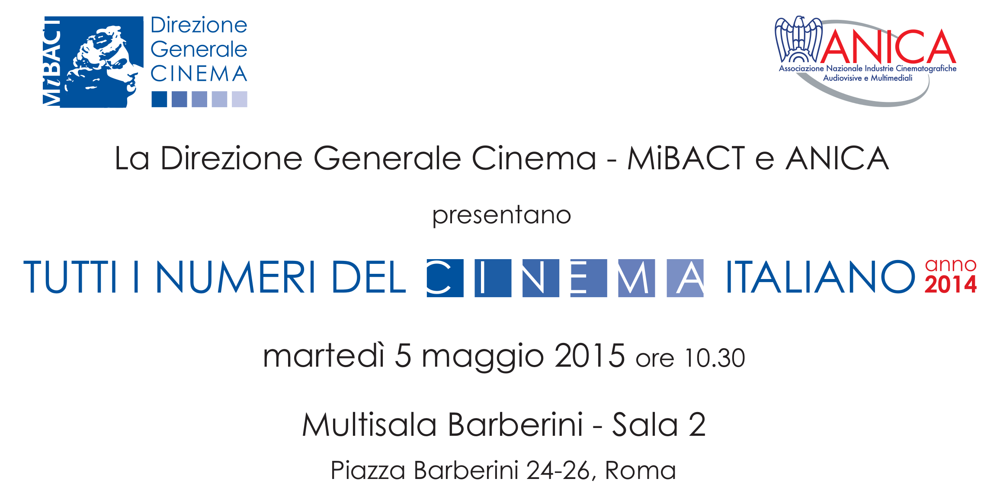 MiBACT
Direzione
Generale
CINEMA
ANICA
Associazione Nazionale Industrie Cinematografiche
Audiovisive e Multimediali
La Direzione Generale Cinema - MiBACT e ANICA
presentano
TUTTI I NUMERI DEL CINEMA ITALIANO anno 2014
martedì 5 maggio 2015 ore 10.30
Multisala Barberini - Sala 2
Piazza Barberini 24-26, Roma